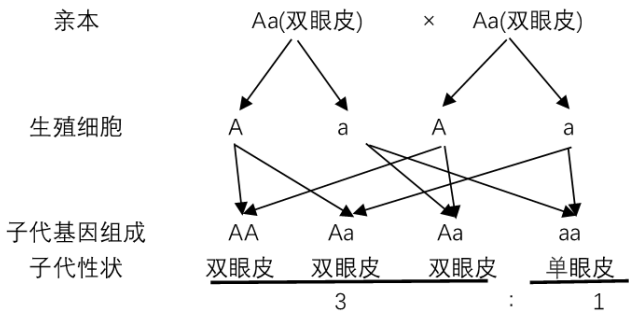 亲本 Aa(双眼皮) × Aa(双眼皮)
生殖细胞 A a A a
子代基因组成 AA Aa Aa aa
子代性状 双眼皮 双眼皮 双眼皮 单眼皮
3 : 1